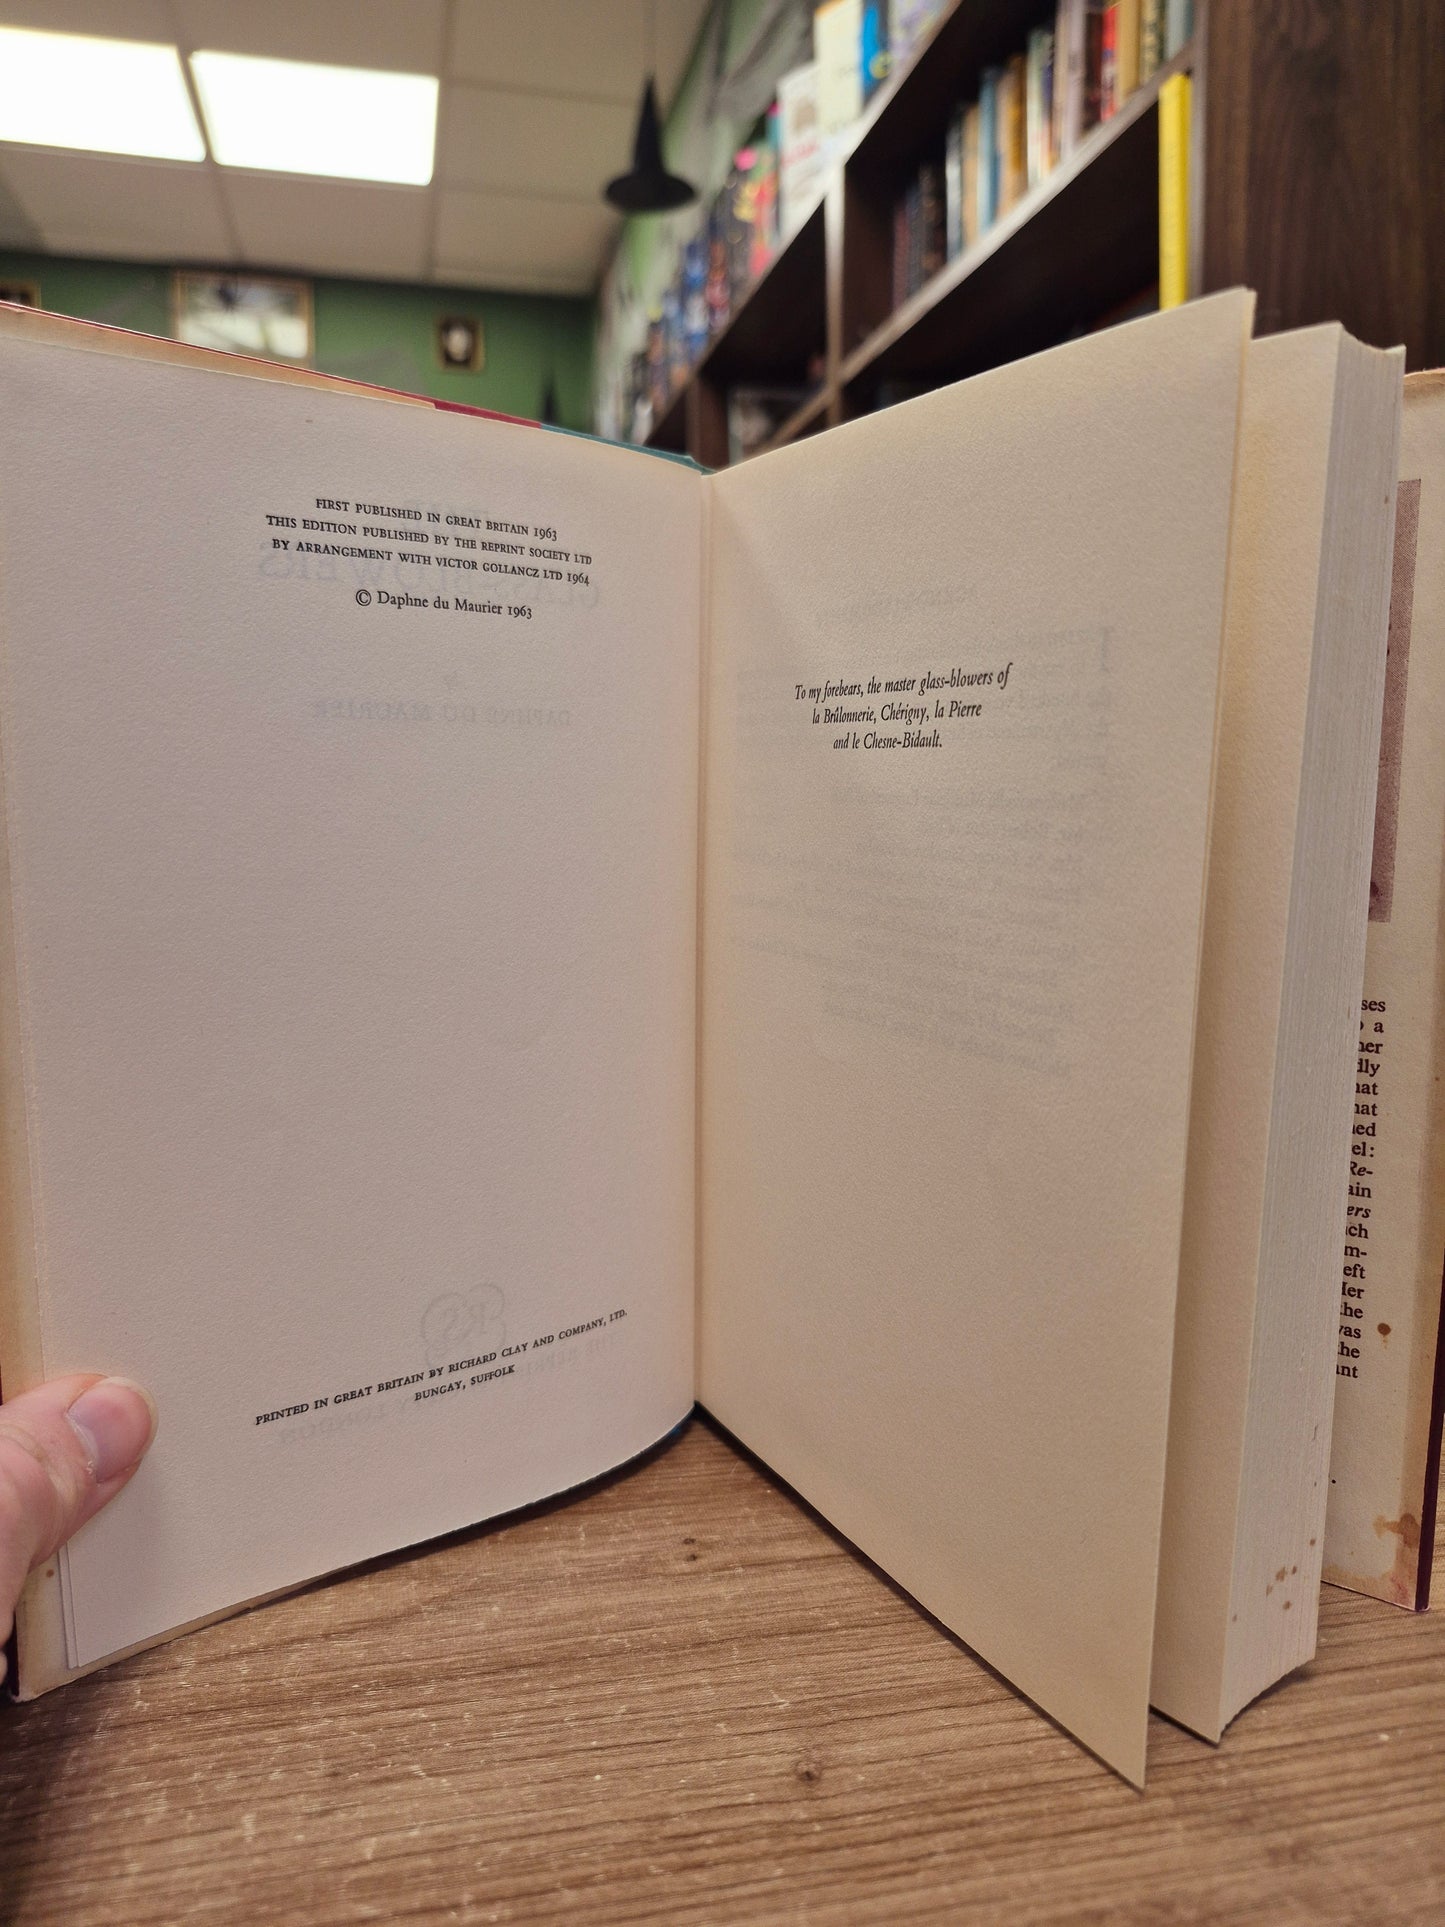 FIRST PUBLISHED IN GREAT BRITAIN 1963
THIS EDITION PUBLISHED BY THE REPRINT SOCIETY LTD
BY ARRANGEMENT WITH VICTOR GOLLANCZ LTD 1964
© Daphne du Maurier 1963
PRINTED IN GREAT BRITAIN BY RICHARD CLAY AND COMPANY, LTD.
BUNGAY, SUFFOLK
To my forebears, the master glass-blowers of
la Brûlonnerie, Chérigny, la Pierre
and le Chesne-Bidault.
a